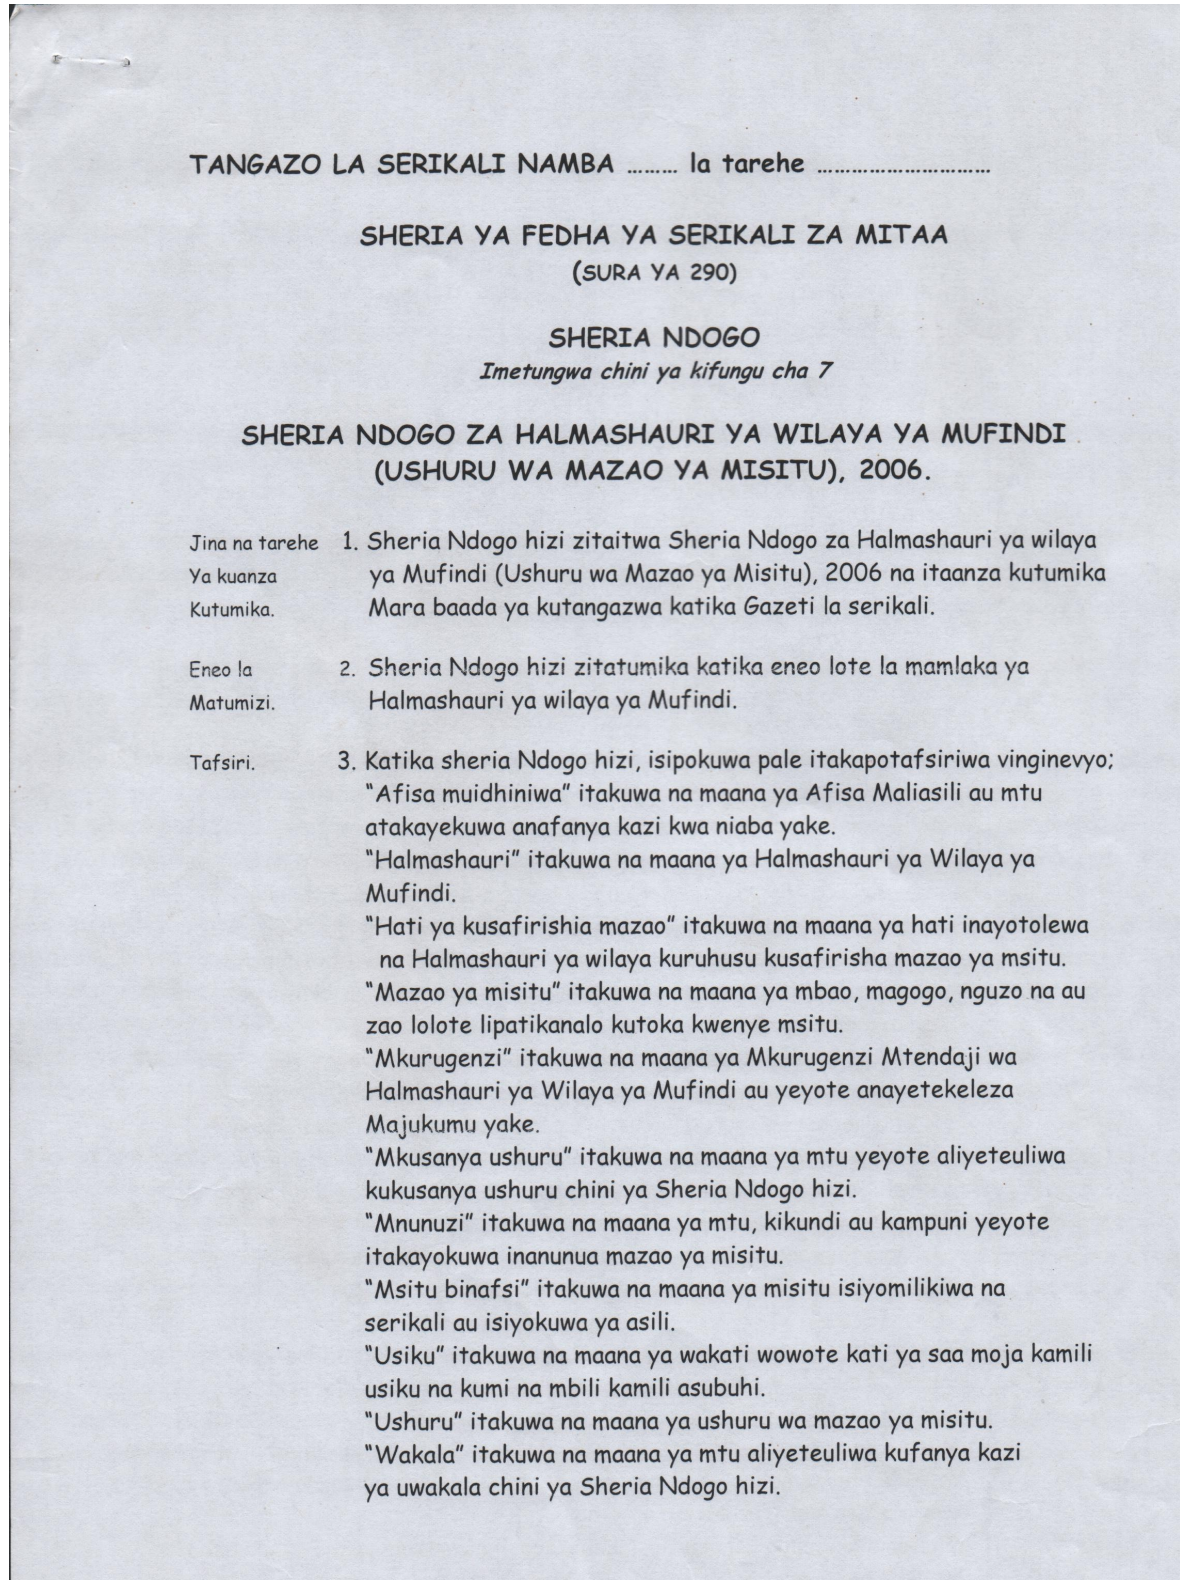 TANGAZO LA SERIKALI NAMBA ......... la tarehe ..............................
SHERIA YA FEDHA YA SERIKALI ZA MITAA
(SURA YA 290)
SHERIA NDOGO
Imetungwa chini ya kifungu cha 7
SHERIA NDOGO ZA HALMASHAURI YA WILAYA YA MUFINDI
(USHURU WA MAZAO YA MISITU), 2006.
Jina na tarehe 1. Sheria Ndogo hizi zitaitwa Sheria Ndogo za Halmashauri ya wilaya
Ya kuanza ya Mufindi (Ushuru wa Mazao ya Misitu), 2006 na itaanza kutumika
Kutumika. Mara baada ya kutangazwa katika Gazeti la serikali.
Eneo la 2. Sheria Ndogo hizi zitatumika katika eneo lote la mamlaka ya
Matumizi. Halmashauri ya wilaya ya Mufindi.
Tafsiri. 3. Katika sheria Ndogo hizi, isipokuwa pale itakapotafsiriwa vinginevyo;
"Afisa muidhiniwa" itakuwa na maana ya Afisa Maliasili au mtu
atakayekuwa anafanya kazi kwa niaba yake.
"Halmashauri" itakuwa na maana ya Halmashauri ya Wilaya ya
Mufindi.
"Hati ya kusafirishia mazao" itakuwa na maana ya hati inayotolewa
na Halmashauri ya wilaya kuruhusu kusafirisha mazao ya msitu.
"Mazao ya misitu" itakuwa na maana ya mbao, magogo, nguzo na au
zao lolote lipatikanalo kutoka kwenye msitu.
"Mkurugenzi" itakuwa na maana ya Mkurugenzi Mtendaji wa
Halmashauri ya Wilaya ya Mufindi au yeyote anayetekeleza
Majukumu yake.
"Mkusanya ushuru" itakuwa na maana ya mtu yeyote aliyeteuliwa
kukusanya ushuru chini ya Sheria Ndogo hizi.
"Mnunuzi" itakuwa na maana ya mtu, kikundi au kampuni yeyote
itakayokuwa inanunua mazao ya misitu.
"Msitu binafsi" itakuwa na maana ya misitu isiyomilikiwa na
serikali au isiyokuwa ya asili.
"Usiku" itakuwa na maana ya wakati wowote kati ya saa moja kamili
usiku na kumi na mbili kamili asubuhi.
"Ushuru" itakuwa na maana ya ushuru wa mazao ya misitu.
"Wakala" itakuwa na maana ya mtu aliyeteuliwa kufanya kazi
ya uwakala chini ya Sheria Ndogo hizi.